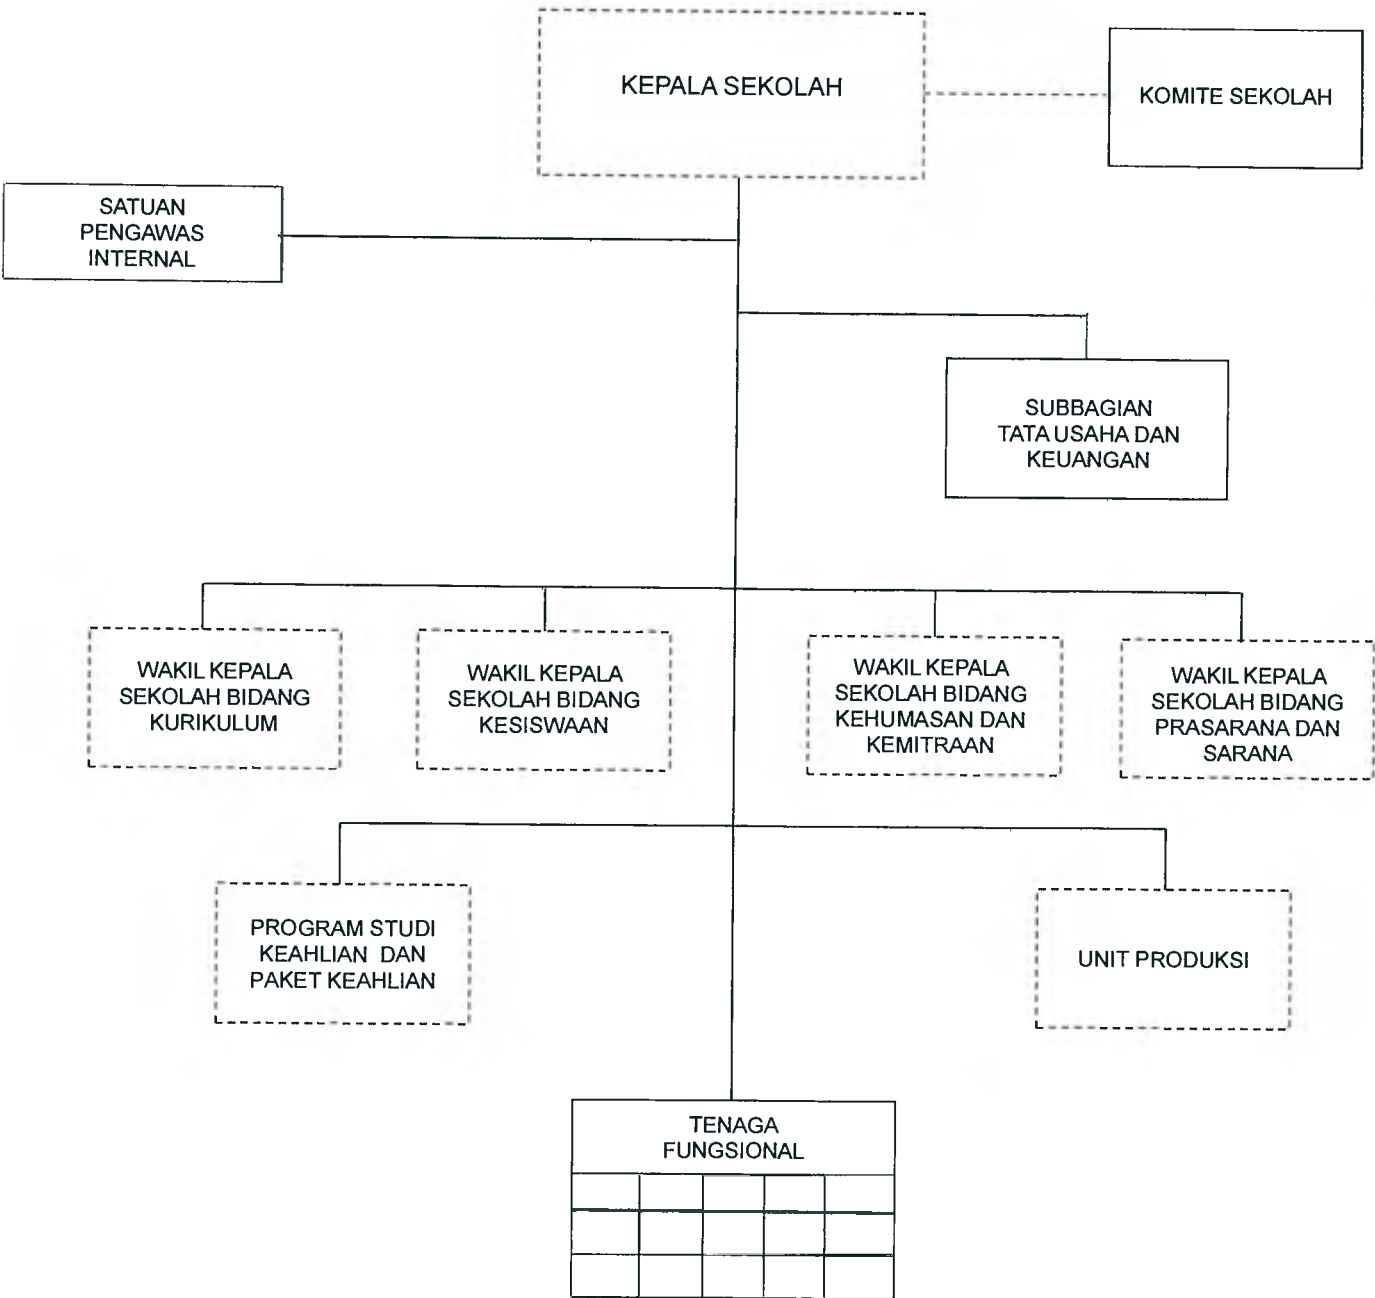 KEPALA SEKOLAH
KOMITE SEKOLAH
SATUAN
PENGAWAS
INTERNAL
SUBBAGIAN
TATA USAHA DAN
KEUANGAN
WAKIL KEPALA
SEKOLAH BIDANG
KURIKULUM
WAKIL KEPALA
SEKOLAH BIDANG
KESISWAAN
WAKIL KEPALA
SEKOLAH BIDANG
KEHUMASAN DAN
KEMITRAAN
WAKIL KEPALA
SEKOLAH BIDANG
PRASARANA DAN
SARANA
PROGRAM STUDI
KEAHLIAN DAN
PAKET KEAHLIAN
UNIT PRODUKSI
TENAGA
FUNGSIONAL